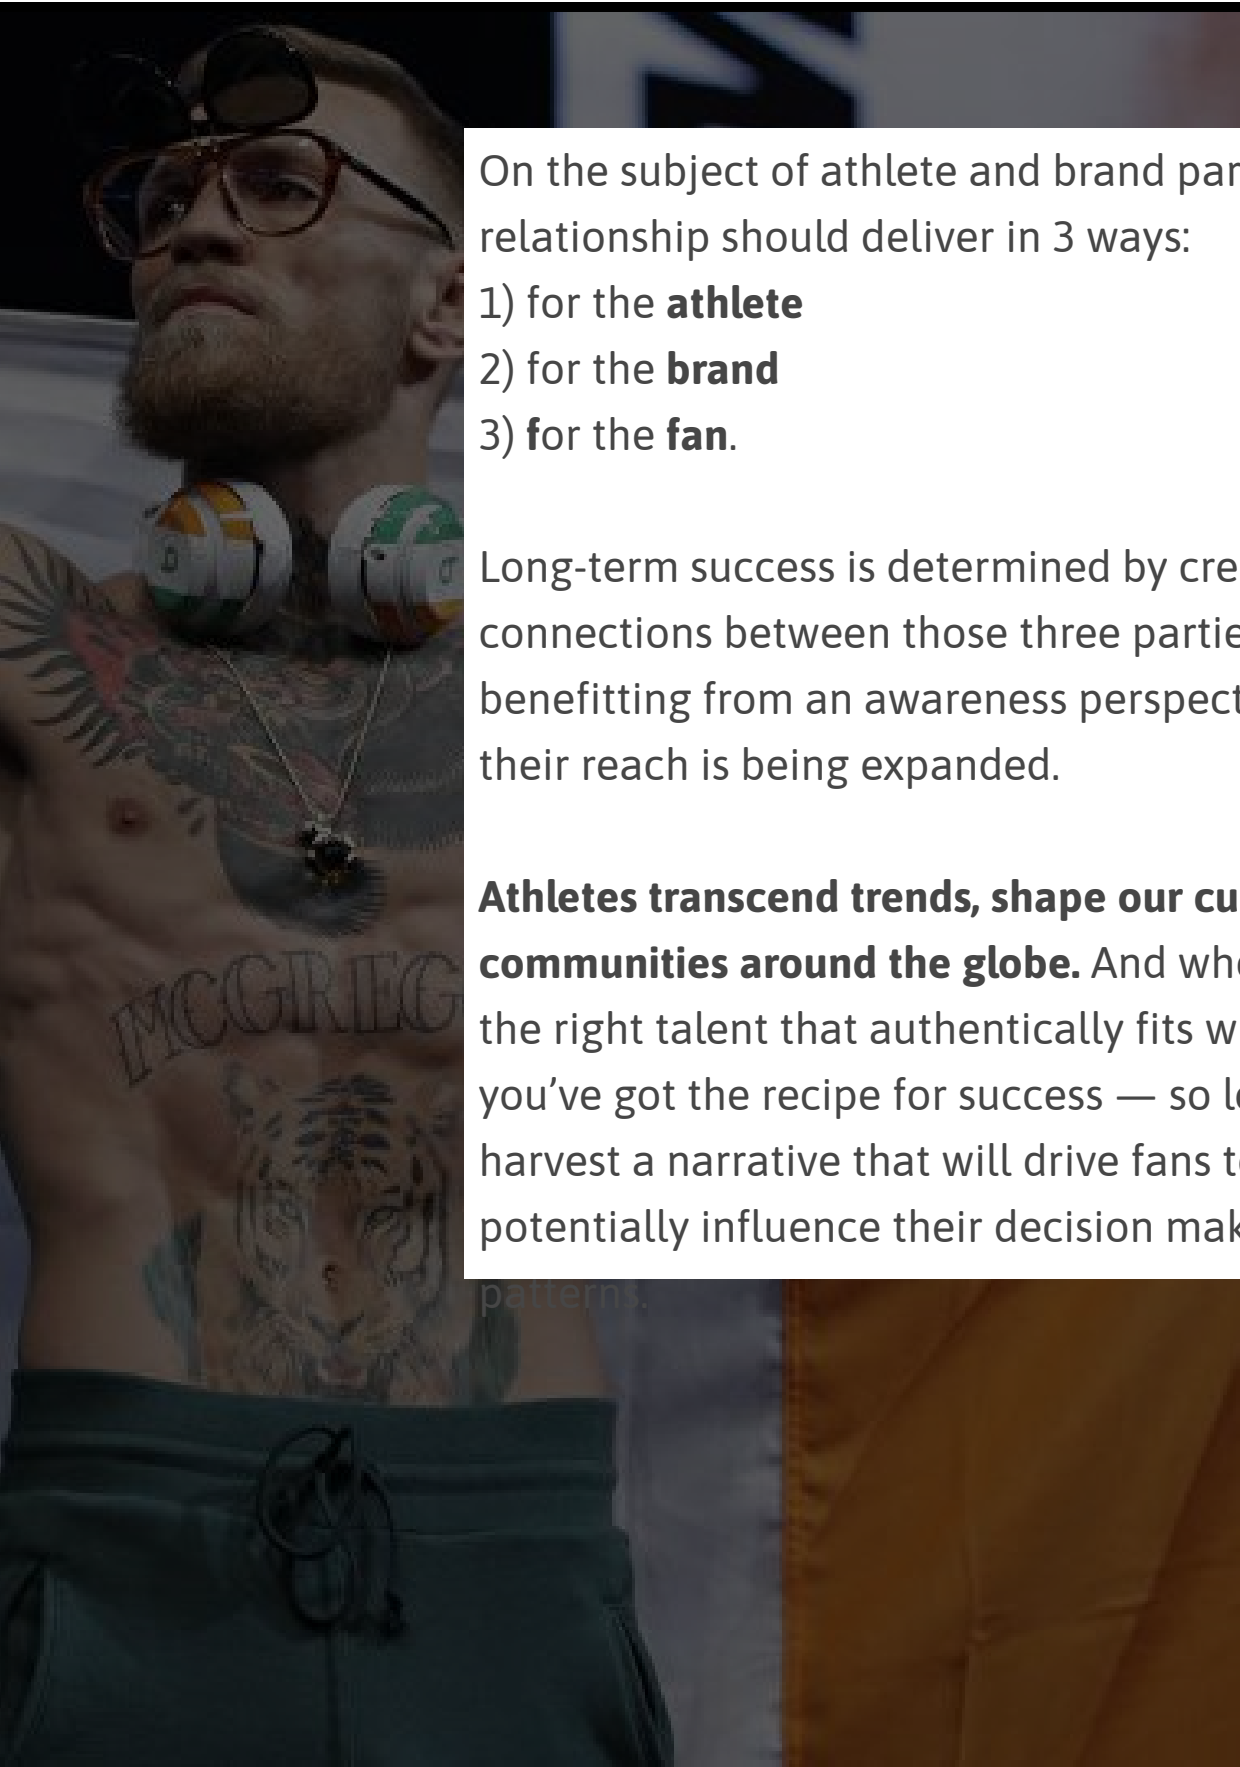 On the subject of athlete and brand par
relationship should deliver in 3 ways:
1) for the athlete
2) for the brand
3) for the fan.
Long-term success is determined by cre
connections between those three partie
benefitting from an awareness perspect
their reach is being expanded.
Athletes transcend trends, shape our cu
communities around the globe. And whe
the right talent that authentically fits w
you’ve got the recipe for success — so lo
harvest a narrative that will drive fans to
potentially influence their decision mak
patterns.
MCGREG